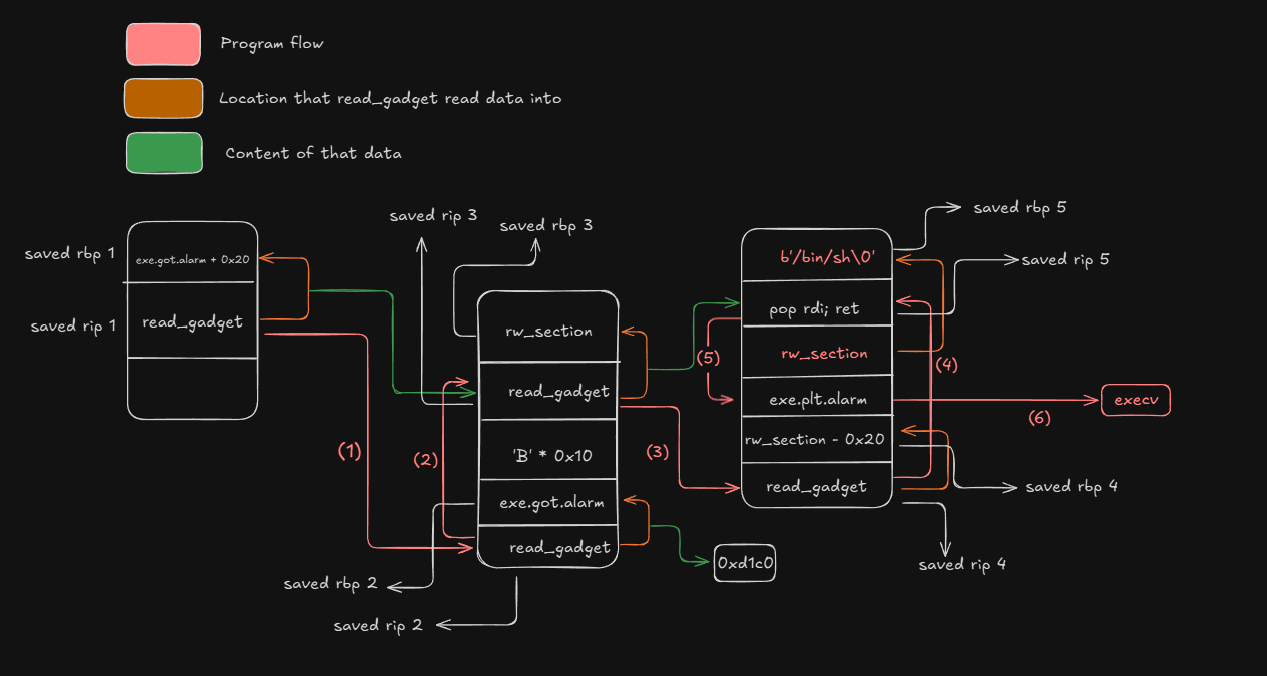 Program flow
Location that read_gadget read data into
Content of that data
saved rbp 1
exe.got.alarm + 0x20
saved rip 1
read_gadget
(1)
saved rip 3
saved rbp 3
rw_section
read_gadget
'B' * 0x10
exe.got.alarm
read_gadget
(2)
(3)
saved rbp 2
saved rip 2
0xd1c0
b'/bin/sh\0'
pop rdi; ret
rw_section
exe.plt.alarm
rw_section - 0x20
read_gadget
saved rbp 5
saved rip 5
(5)
(4)
(6)
execv
saved rbp 4
saved rip 4